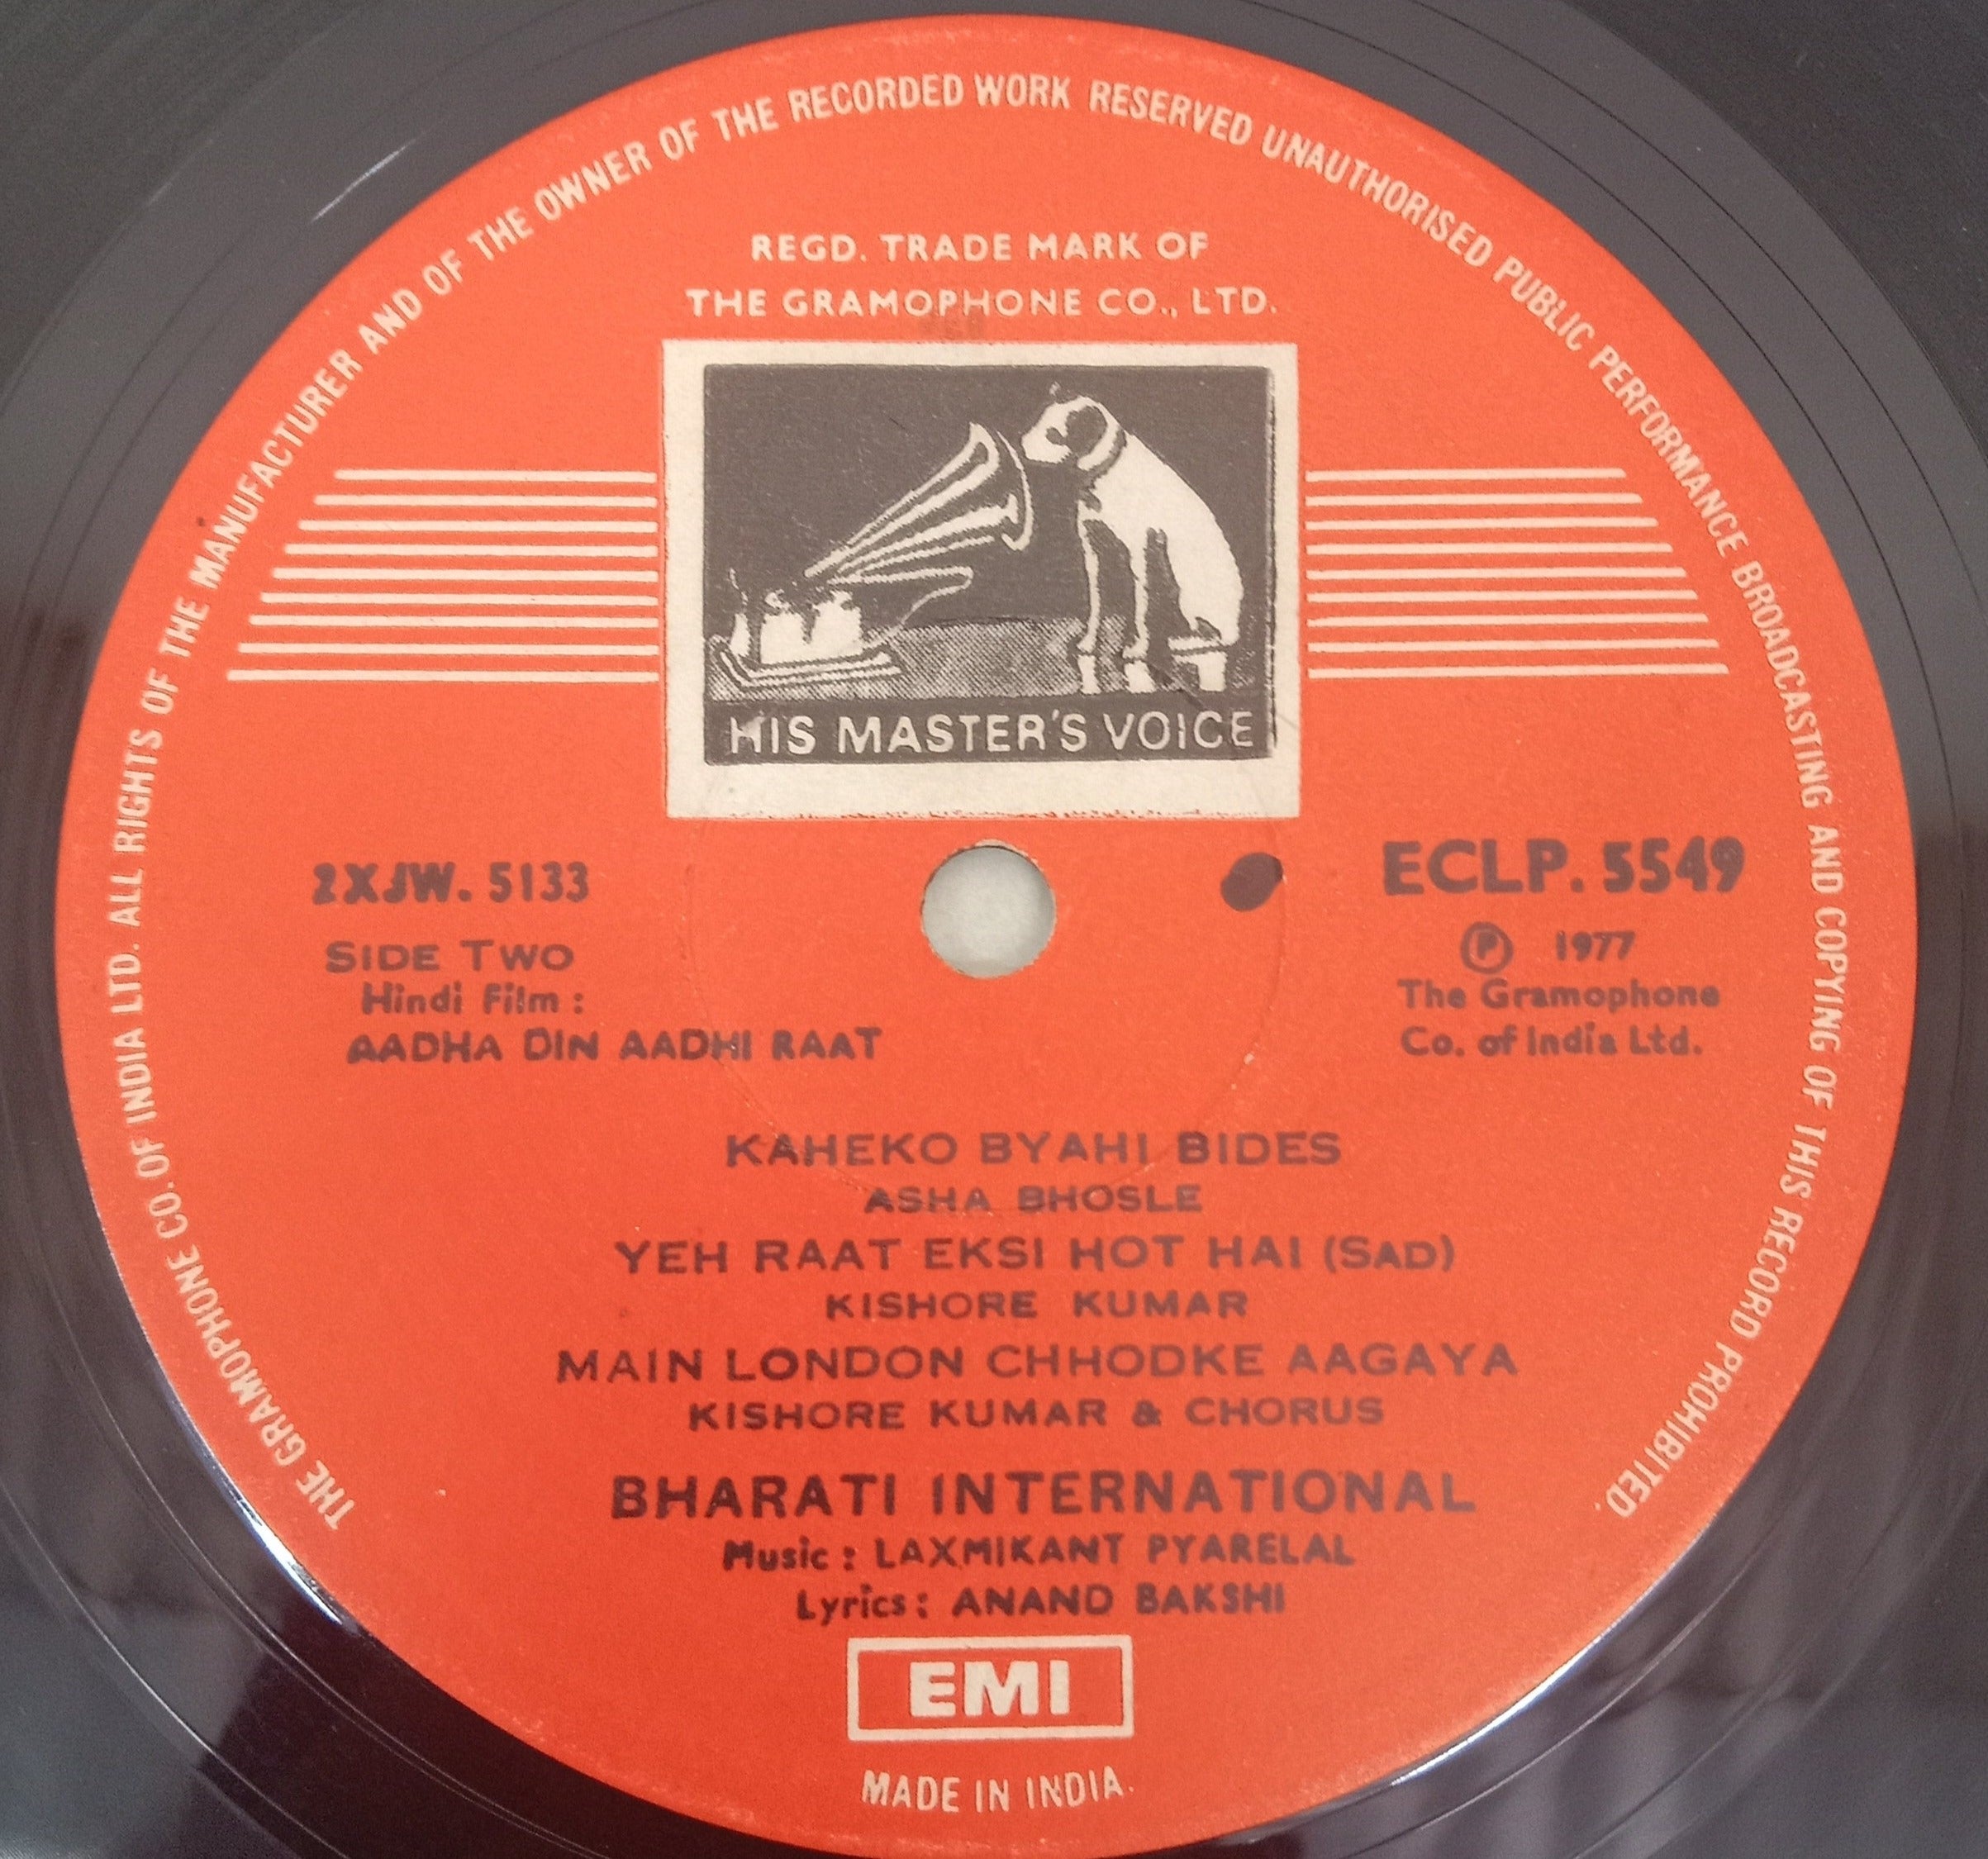 THE GRAMOPHONE CO. OF INDIA LTD. ALL RIGHTS OF THE MANUFACTURER AND OF THE OWNER OF THE RECORDED WORK RESERVED UNAUTHORISED PUBLIC PERFORMANCE BROADCASTING AND COPYING OF THIS RECORD PROHIBITED.
REGD. TRADE MARK OF
THE GRAMOPHONE CO., LTD.
HIS MASTER'S VOICE
2XJW. 5133
SIDE TWO
Hindi Film :
AADHA DIN AADHI RAAT
ECLP. 5549
Ⓟ 1977
The Gramophone
Co. of India Ltd.
KAHEKO BYAHI BIDES
ASHA BHOSLE
YEH RAAT EKSI HOT HAI (SAD)
KISHORE KUMAR
MAIN LONDON CHHODKE AAGAYA
KISHORE KUMAR & CHORUS
BHARATI INTERNATIONAL
Music : LAXMIKANT PYARELAL
Lyrics : ANAND BAKSHI
EMI
MADE IN INDIA.